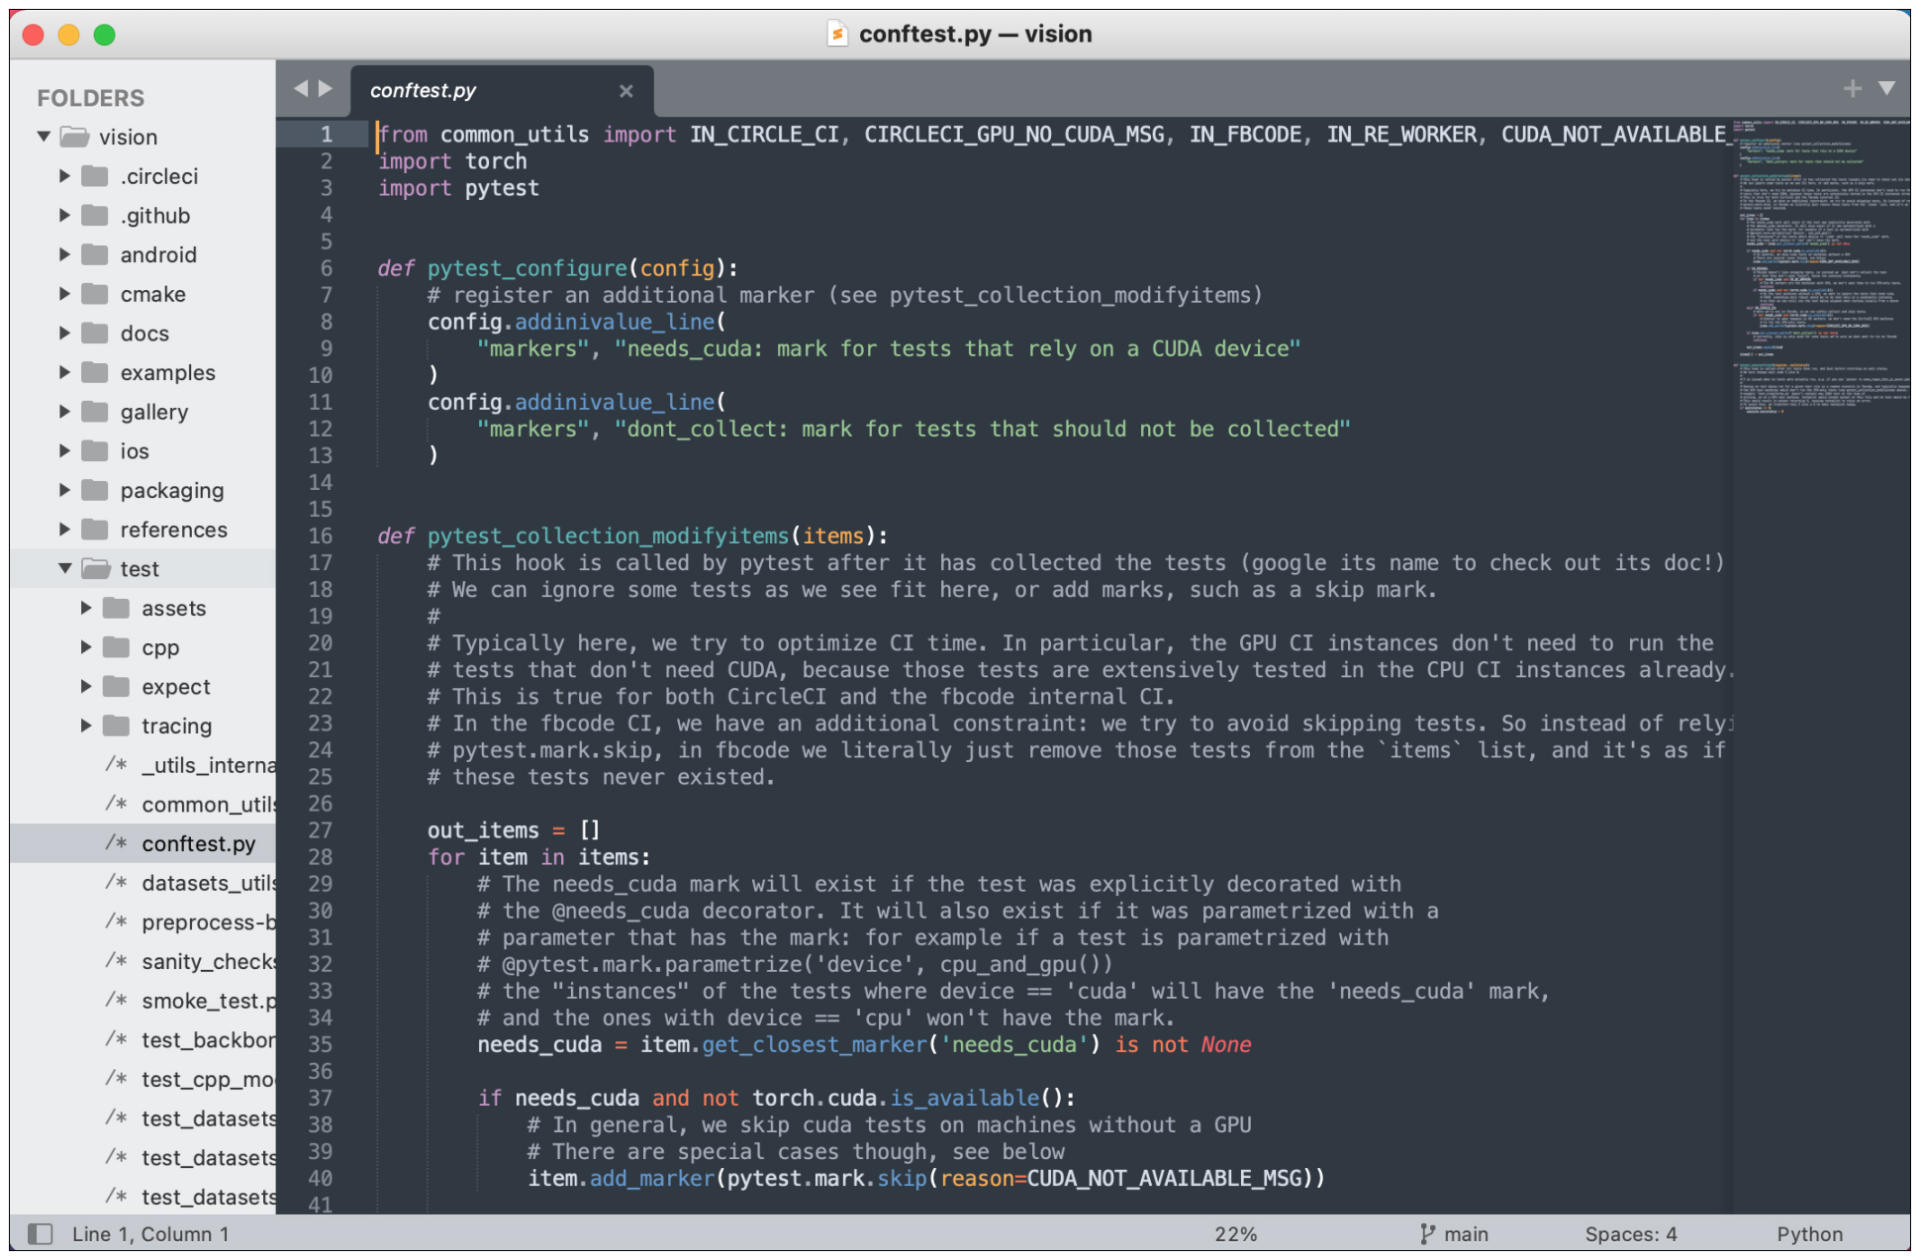 conftest.py — vision
FOLDERS
vision
.circleci
.github
android
cmake
docs
examples
gallery
ios
packaging
references
test
assets
cpp
expect
tracing
/* _utils_interna
/* common_utils
/* conftest.py
/* datasets_utils
/* preprocess-b
/* sanity_checks
/* smoke_test.p
/* test_backbon
/* test_cpp_mod
/* test_datasets
/* test_datasets
/* test_datasets
conftest.py
1 from common_utils import IN_CIRCLE_CI, CIRCLECI_GPU_NO_CUDA_MSG, IN_FBCODE, IN_RE_WORKER, CUDA_NOT_AVAILABLE_
2 import torch
3 import pytest
4
5
6 def pytest_configure(config):
7     # register an additional marker (see pytest_collection_modifyitems)
8     config.addinivalue_line(
9         "markers", "needs_cuda: mark for tests that rely on a CUDA device"
10     )
11     config.addinivalue_line(
12         "markers", "dont_collect: mark for tests that should not be collected"
13     )
14
15
16 def pytest_collection_modifyitems(items):
17     # This hook is called by pytest after it has collected the tests (google its name to check out its doc!)
18     # We can ignore some tests as we see fit here, or add marks, such as a skip mark.
19     #
20     # Typically here, we try to optimize CI time. In particular, the GPU CI instances don't need to run the
21     # tests that don't need CUDA, because those tests are extensively tested in the CPU CI instances already.
22     # This is true for both CircleCI and the fbcode internal CI.
23     # In the fbcode CI, we have an additional constraint: we try to avoid skipping tests. So instead of relyi
24     # pytest.mark.skip, in fbcode we literally just remove those tests from the `items` list, and it's as if
25     # these tests never existed.
26
27     out_items = []
28     for item in items:
29         # The needs_cuda mark will exist if the test was explicitly decorated with
30         # the @needs_cuda decorator. It will also exist if it was parametrized with a
31         # parameter that has the mark: for example if a test is parametrized with
32         # @pytest.mark.parametrize('device', cpu_and_gpu())
33         # the "instances" of the tests where device == 'cuda' will have the 'needs_cuda' mark,
34         # and the ones with device == 'cpu' won't have the mark.
35         needs_cuda = item.get_closest_marker('needs_cuda') is not None
36
37         if needs_cuda and not torch.cuda.is_available():
38             # In general, we skip cuda tests on machines without a GPU
39             # There are special cases though, see below
40             item.add_marker(pytest.mark.skip(reason=CUDA_NOT_AVAILABLE_MSG))
41
Line 1, Column 1
22%
main
Spaces: 4
Python